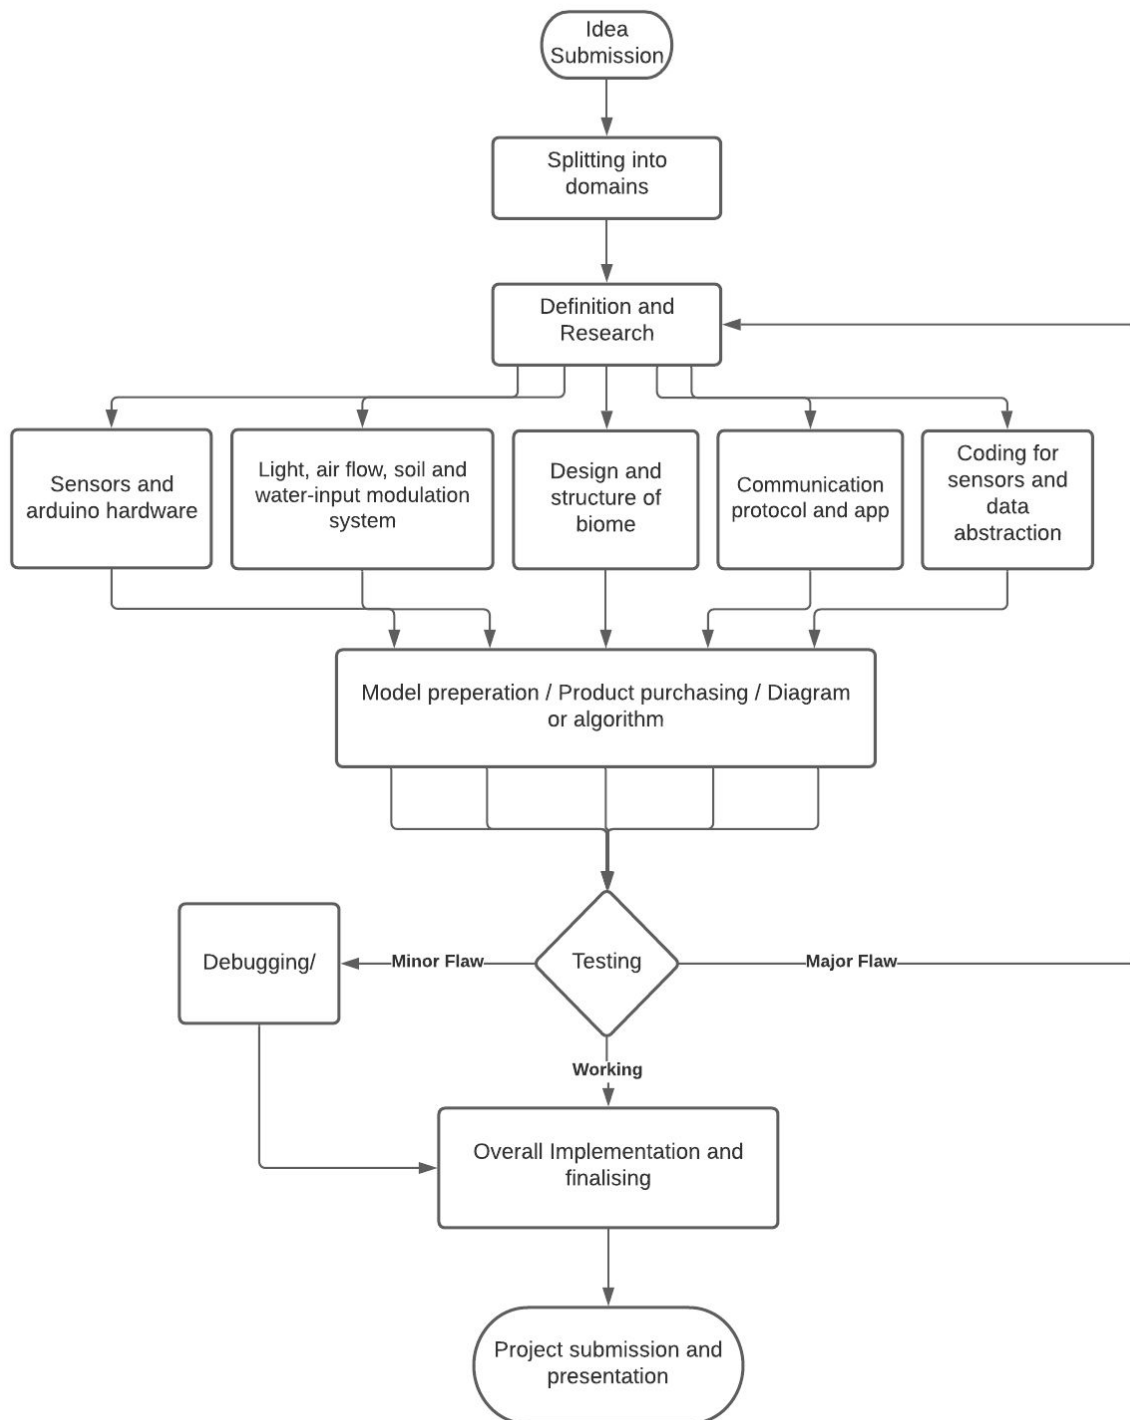 Idea
Submission
Splitting into
domains
Definition and
Research
Sensors and
arduino hardware
Light, air flow, soil and
water-input modulation
system
Design and
structure of
biome
Communication
protocol and app
Coding for
sensors and
data
abstraction
Model preperation / Product purchasing / Diagram
or algorithm
Debugging/
Minor Flaw
Testing
Major Flaw
Working
Overall Implementation and
finalising
Project submission and
presentation